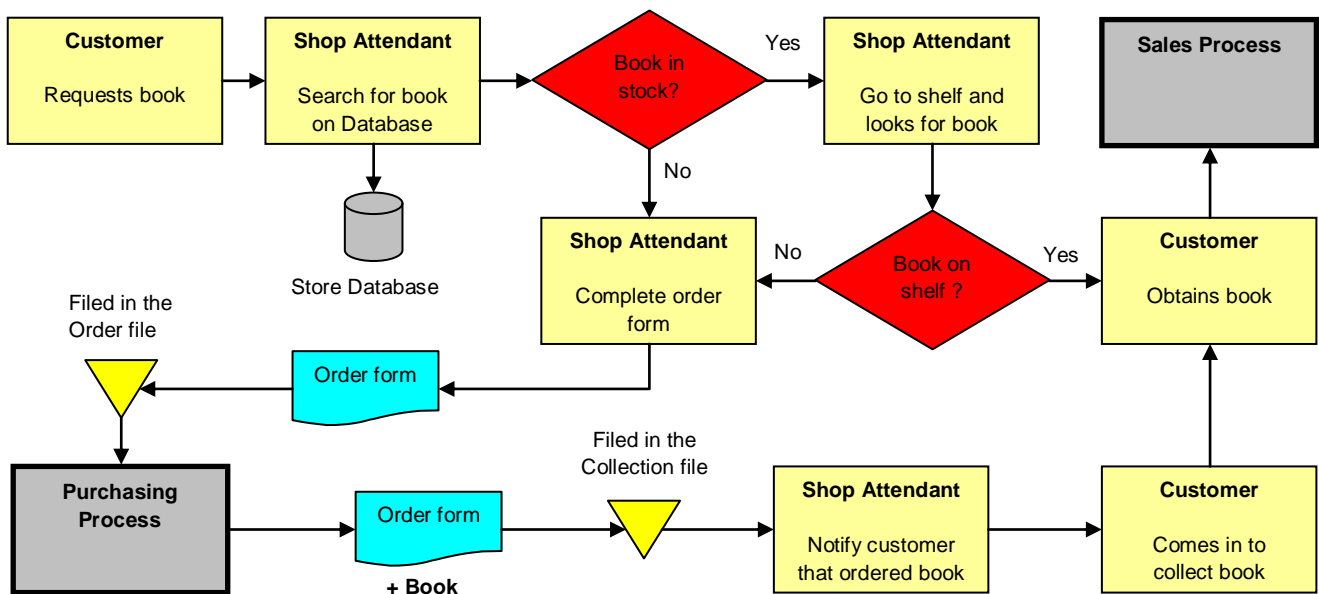 Customer
Requests book
Shop Attendant
Search for book
on Database
Book in
stock?
Yes
Shop Attendant
Go to shelf and
looks for book
Sales Process
No
Store Database
Shop Attendant
Complete order
form
No
Book on
shelf ?
Yes
Customer
Obtains book
Filed in the
Order file
Order form
Purchasing
Process
Order form
+ Book
Filed in the
Collection file
Shop Attendant
Notify customer
that ordered book
Customer
Comes in to
collect book